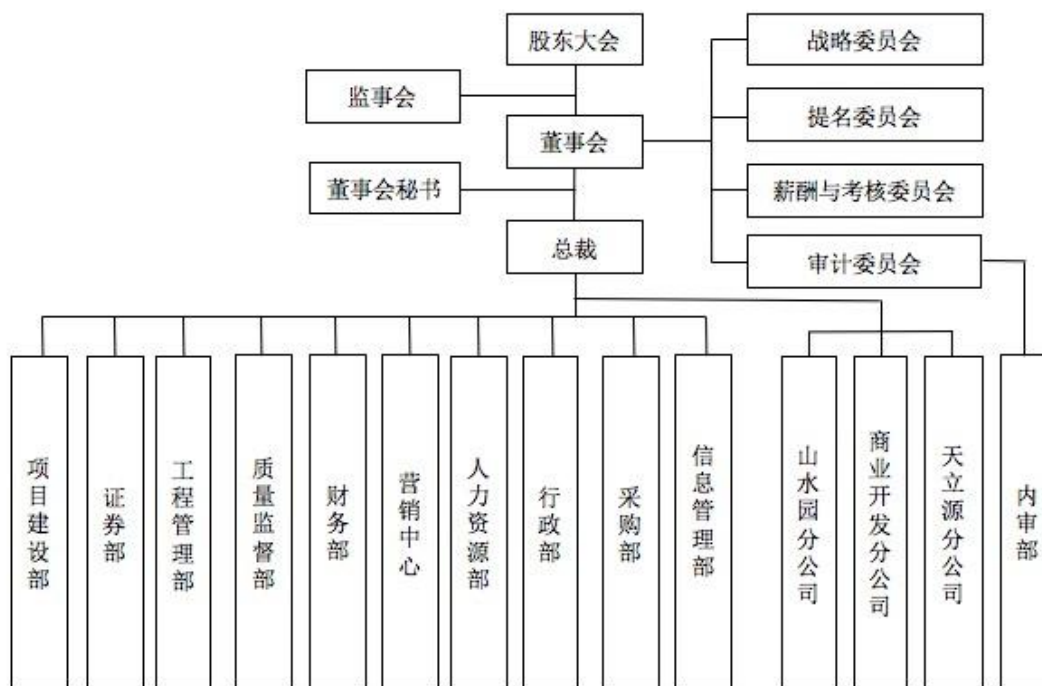 股东大会
战略委员会
监事会
提名委员会
董事会
董事会秘书
薪酬与考核委员会
总裁
审计委员会
项目建设部
证券部
工程管理部
质量监督部
财务部
营销中心
人力资源部
行政部
采购部
信息管理部
山水园分公司
商业开发分公司
天立源分公司
内审部